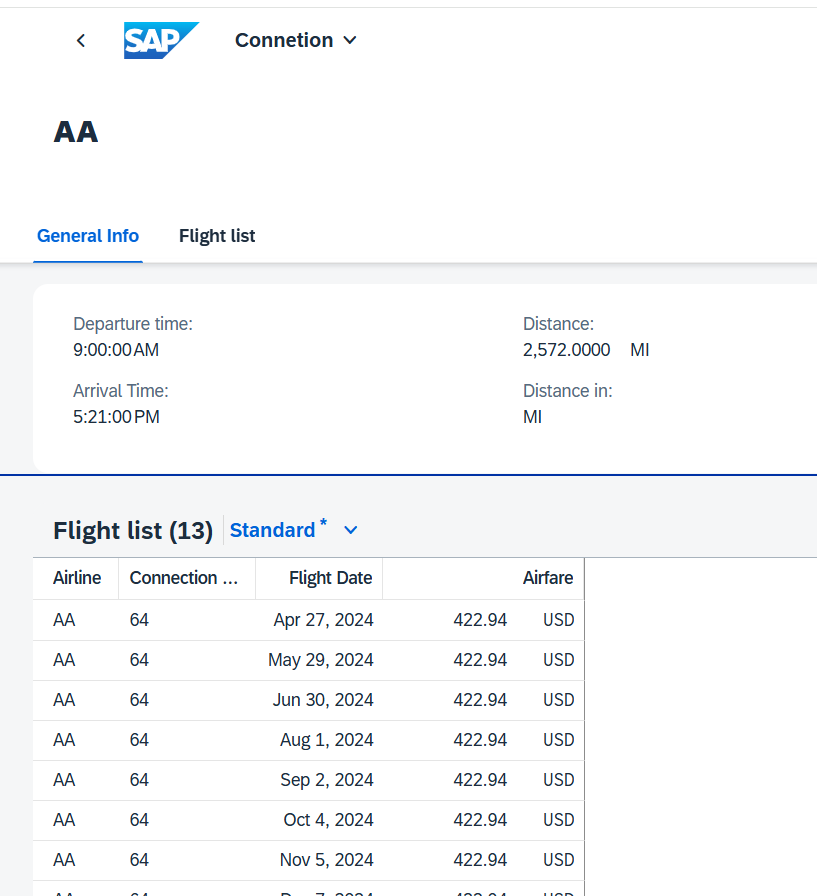 SAP Connetion
AA
General Info Flight list
Departure time: Distance:
9:00:00 AM 2,572.0000 MI
Arrival Time: Distance in:
5:21:00 PM MI
Flight list (13) Standard *
Airline Connection ... Flight Date Airfare
AA 64 Apr 27, 2024 422.94 USD
AA 64 May 29, 2024 422.94 USD
AA 64 Jun 30, 2024 422.94 USD
AA 64 Aug 1, 2024 422.94 USD
AA 64 Sep 2, 2024 422.94 USD
AA 64 Oct 4, 2024 422.94 USD
AA 64 Nov 5, 2024 422.94 USD